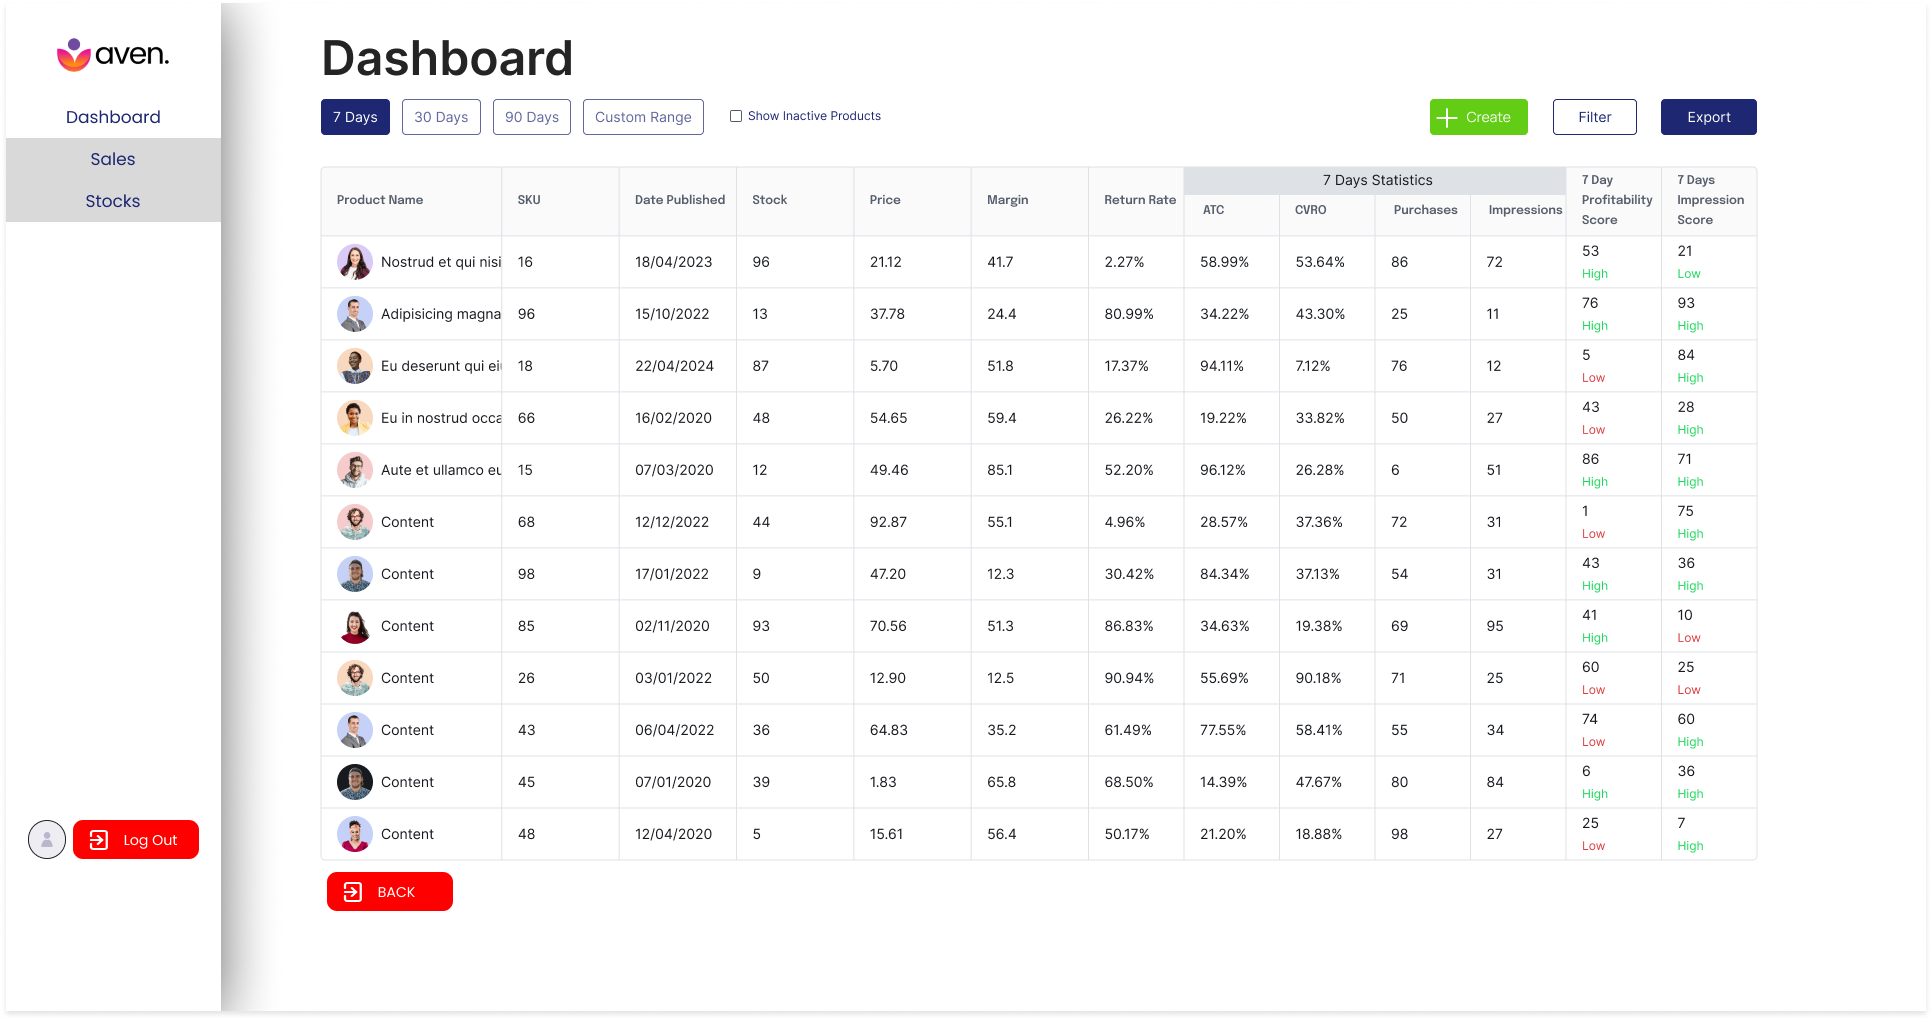 aven.
Dashboard
Sales
Stocks
Log Out
Dashboard
7 Days 30 Days 90 Days Custom Range Show Inactive Products Create Filter Export
7 Days Statistics
Product Name SKU Date Published Stock Price Margin Return Rate ATC CVRO Purchases Impressions
7 Day
Profitability
Score
7 Days
Impression
Score
Nostrud et qui nisi 16 18/04/2023 96 21.12 41.7 2.27% 58.99% 53.64% 86 72 53 21
High Low
Adipisicing magna 96 15/10/2022 13 37.78 24.4 80.99% 34.22% 43.30% 25 11 76 93
High High
Eu deserunt qui 18 22/04/2024 87 5.70 51.8 17.37% 94.11% 7.12% 76 12 5 84
Low High
Eu in nostrud occa 66 16/02/2020 48 54.65 59.4 26.22% 19.22% 33.82% 50 27 43 28
Low High
Aute et ullamco eu 15 07/03/2020 12 49.46 85.1 52.20% 96.12% 26.28% 6 51 86 71
High High
Content 68 12/12/2022 44 92.87 55.1 4.96% 28.57% 37.36% 72 31 1 75
Low High
Content 98 17/01/2022 9 47.20 12.3 30.42% 84.34% 37.13% 54 31 43 36
High High
Content 85 02/11/2020 93 70.56 51.3 86.83% 34.63% 19.38% 69 95 41 10
High Low
Content 26 03/01/2022 50 12.90 12.5 90.94% 55.69% 90.18% 71 25 60 25
Low Low
Content 43 06/04/2022 36 64.83 35.2 61.49% 77.55% 58.41% 55 34 74 60
Low High
Content 45 07/01/2020 39 1.83 65.8 68.50% 14.39% 47.67% 80 84 6 36
High High
Content 48 12/04/2020 5 15.61 56.4 50.17% 21.20% 18.88% 98 27 25 7
Low High
BACK